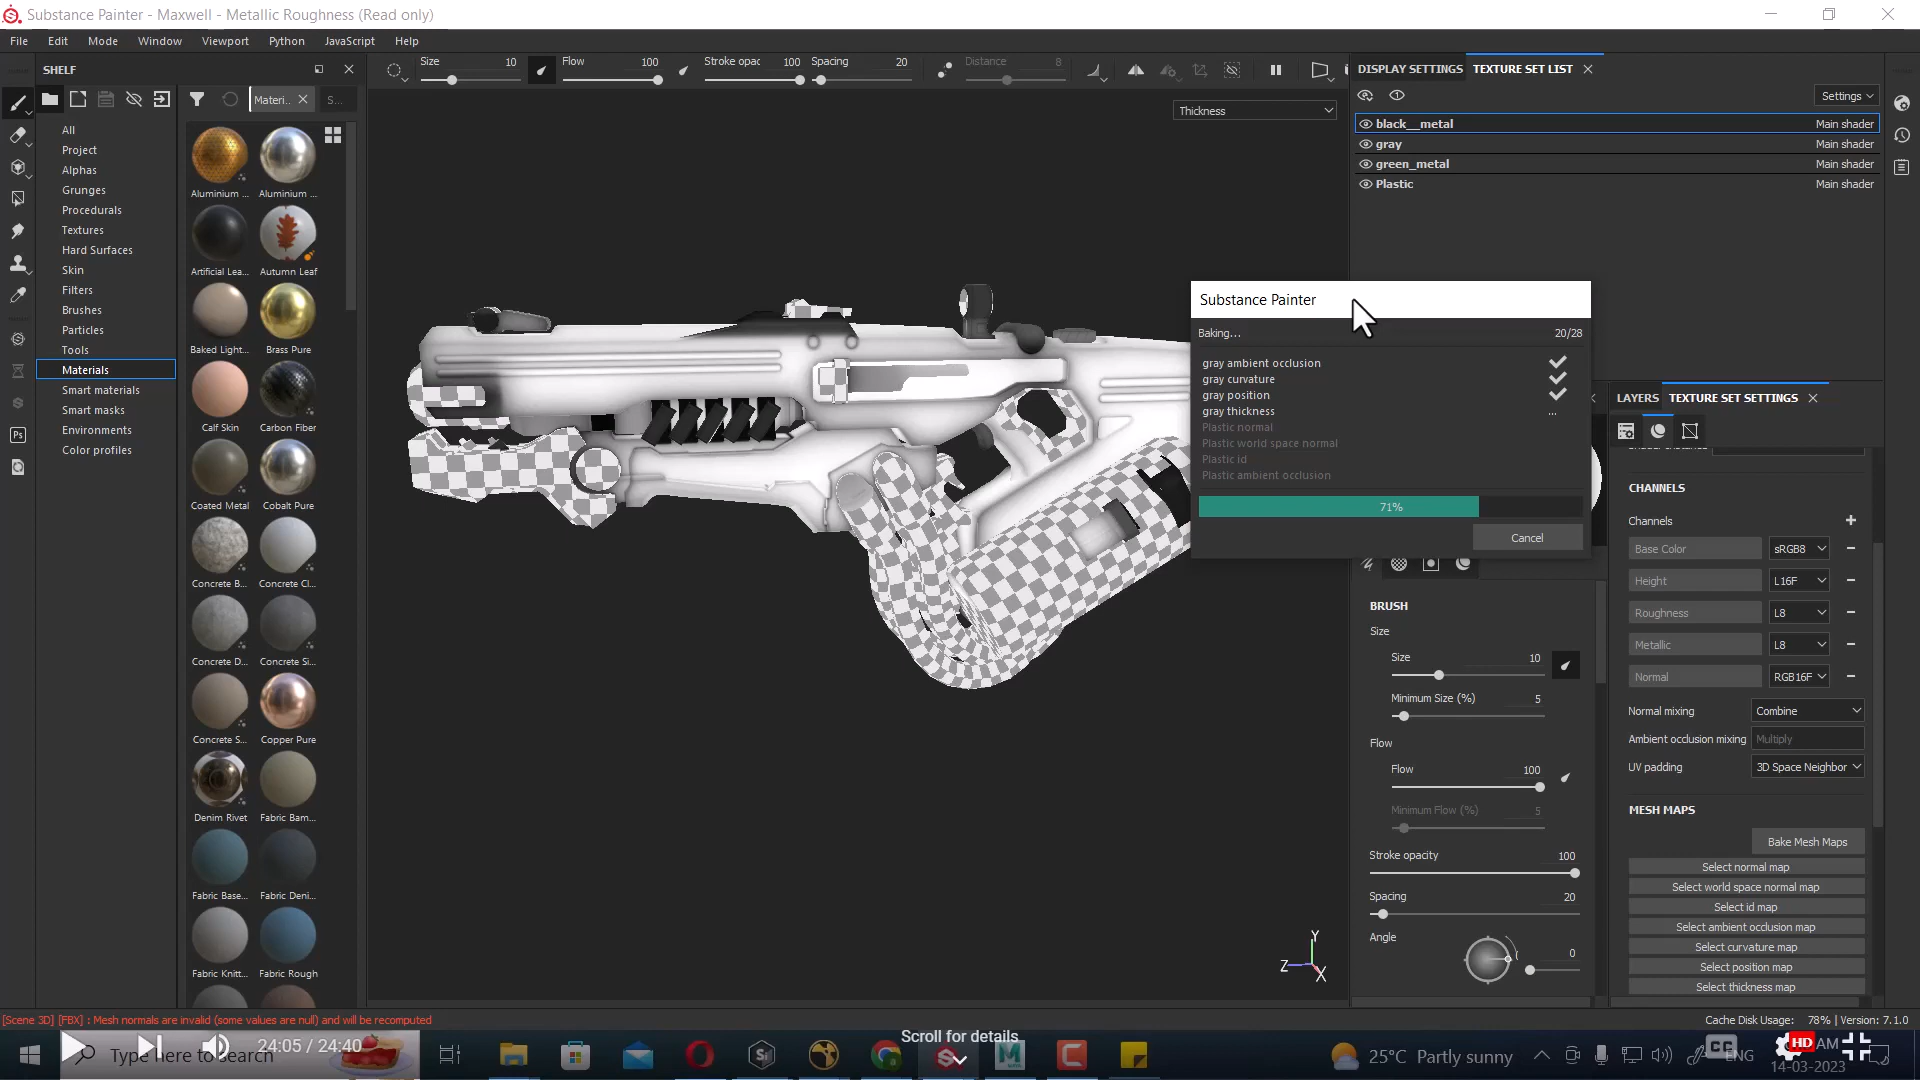 Substance Painter - Maxwell - Metallic Roughness (Read only)
File Edit Mode Window Viewport Python JavaScript Help
SHELF
Size 10
Flow 100
Stroke opac 100
Spacing 20
Distance 8
Materi...
S...
All
Project
Alphas
Grunges
Procedurals
Textures
Hard Surfaces
Skin
Filters
Brushes
Particles
Tools
Materials
Smart materials
Smart masks
Environments
Color profiles
Ps
Aluminium ... Aluminium ...
Artificial Lea... Autumn Leaf
Baked Light... Brass Pure
Calf Skin Carbon Fiber
Coated Metal Cobalt Pure
Concrete B... Concrete Cl...
Concrete D... Concrete Si...
Concrete S... Copper Pure
Denim Rivet Fabric Bam...
Fabric Base... Fabric Deni...
Fabric Knitt... Fabric Rough
Thickness
Y
Z
X
DISPLAY SETTINGS TEXTURE SET LIST
Settings
black__metal Main shader
gray Main shader
green_metal Main shader
Plastic Main shader
Substance Painter
Baking... 20/28
gray ambient occlusion
gray curvature
gray position
gray thickness ...
Plastic normal
Plastic world space normal
Plastic id
Plastic ambient occlusion
71%
Cancel
BRUSH
Size
Size 10
Minimum Size (%) 5
Flow
Flow 100
Minimum Flow (%) 5
Stroke opacity 100
Spacing 20
Angle 0
LAYERS TEXTURE SET SETTINGS
CHANNELS
Channels
Base Color sRGB8
Height L16F
Roughness L8
Metallic L8
Normal RGB16F
Normal mixing Combine
Ambient occlusion mixing Multiply
UV padding 3D Space Neighbor
MESH MAPS
Bake Mesh Maps
Select normal map
Select world space normal map
Select id map
Select ambient occlusion map
Select curvature map
Select position map
Select thickness map
[Scene 3D] [FBX] : Mesh normals are invalid (some values are null) and will be recomputed
Cache Disk Usage: 78% | Version: 7.1.0
Type here to search
24:05 / 24:40
Scroll for details
25°C Partly sunny
CC
ENG
HD
AM
14-03-2023